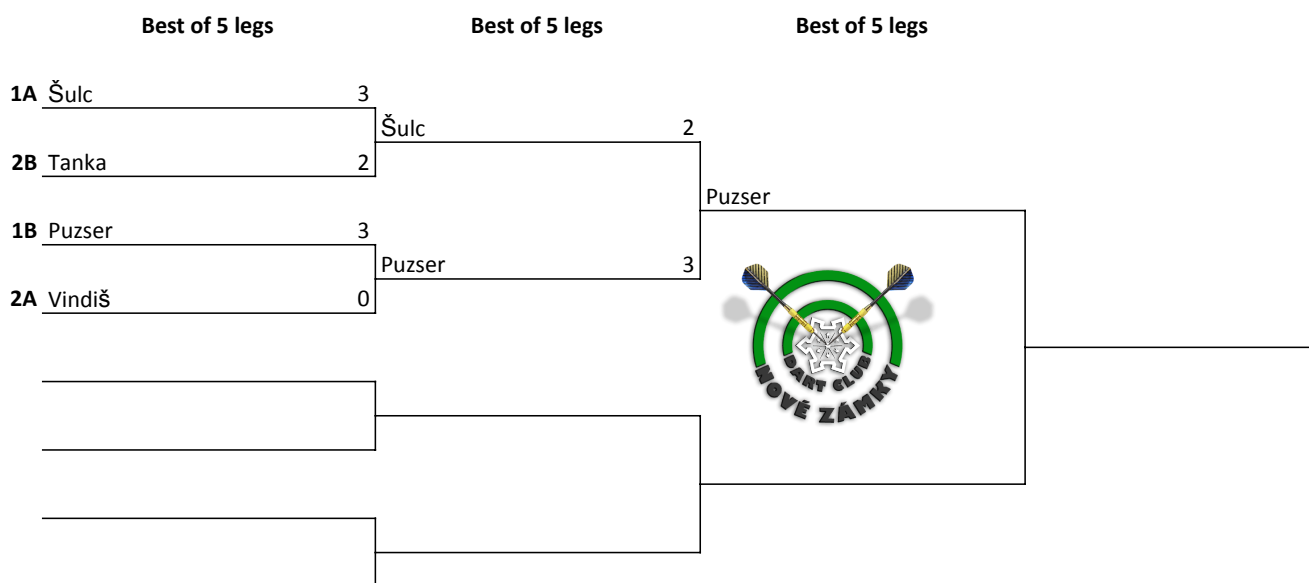 Best of 5 legs Best of 5 legs Best of 5 legs
1A Šulc 3
Šulc 2
2B Tanka 2
Puzser
1B Puzser 3
Puzser 3
2A Vindiš 0
DART CLUB
NOVÉ ZÁMKY